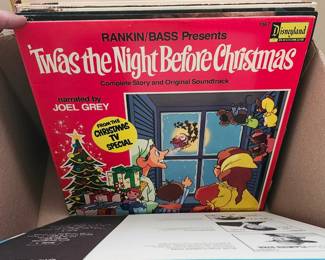 RANKIN/BASS Presents
Disneyland
'Twas the Night Before Christmas
Complete Story and Original Soundtrack
narrated by
JOEL GREY
FROM THE
CHRISTMAS
TV
SPECIAL